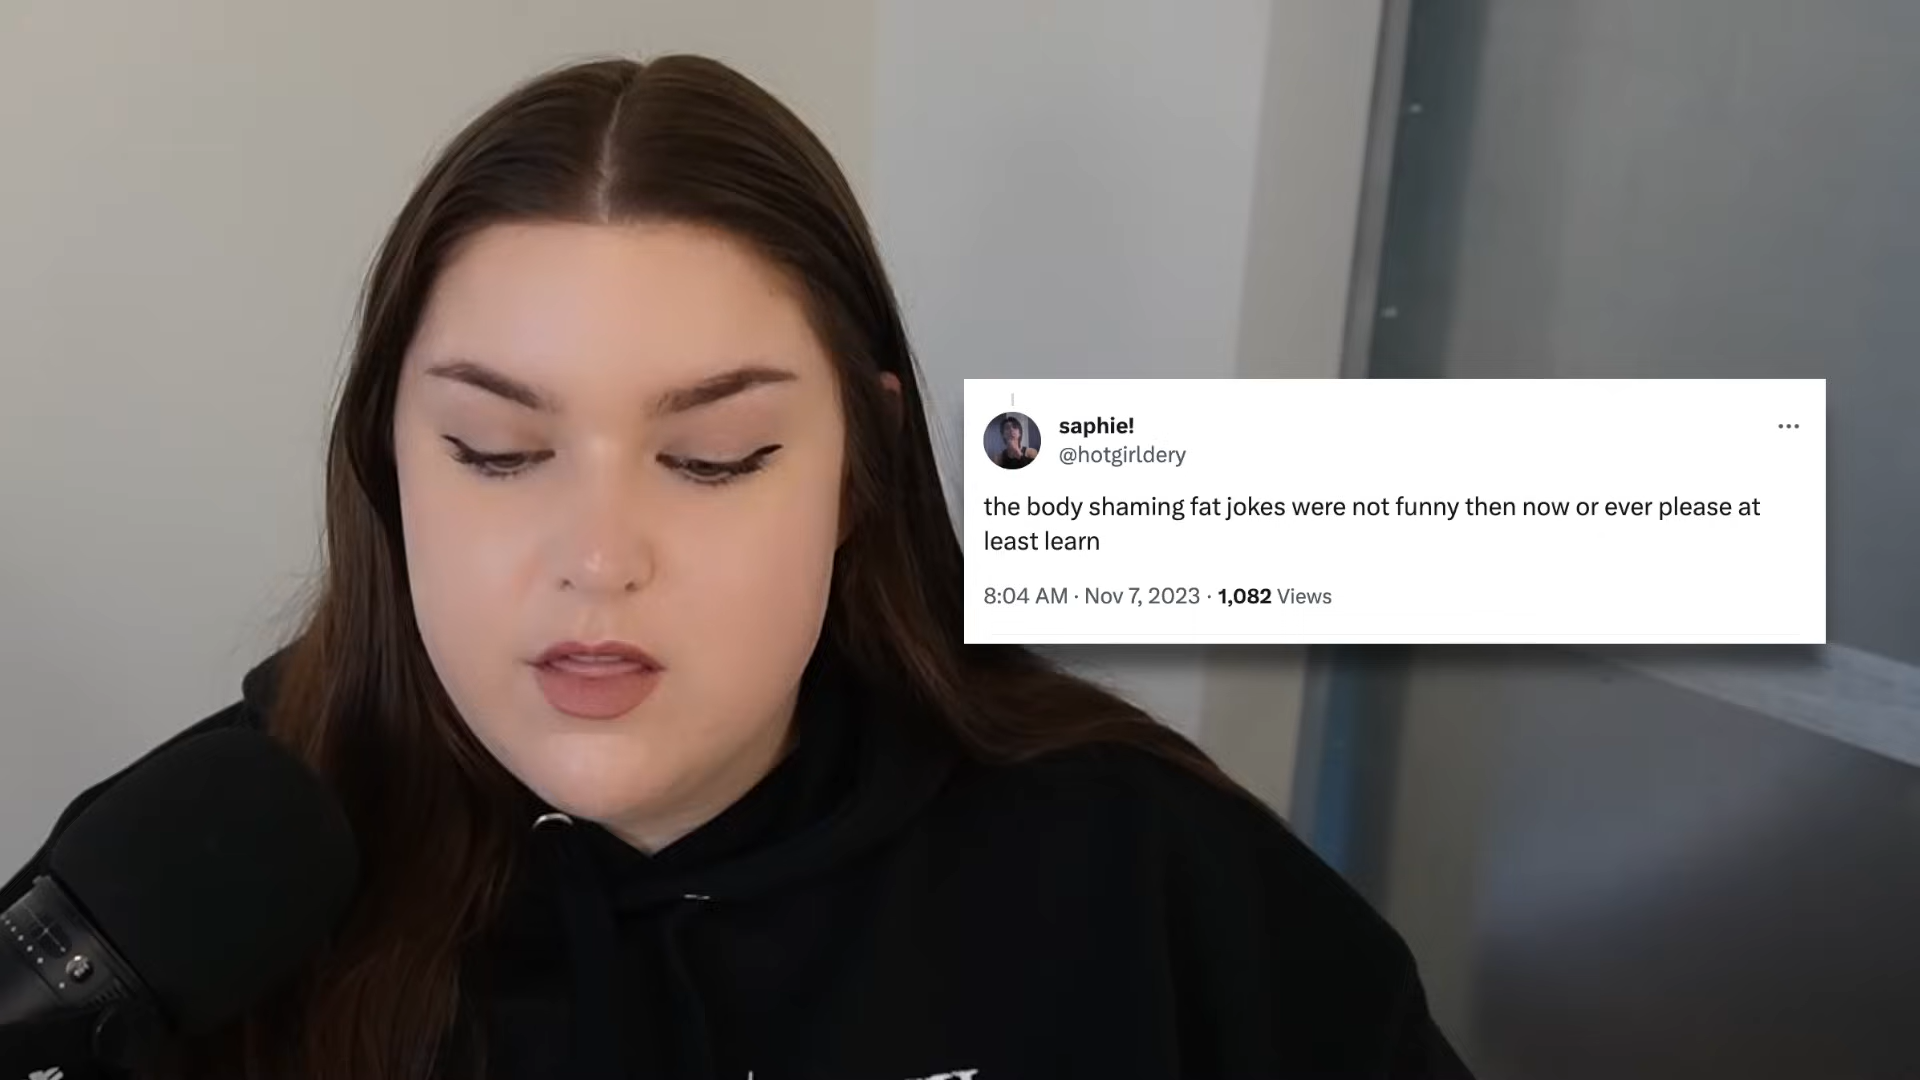 saphie!
@hotgirldery
the body shaming fat jokes were not funny then now or ever please at
least learn
8:04 AM · Nov 7, 2023 · 1,082 Views